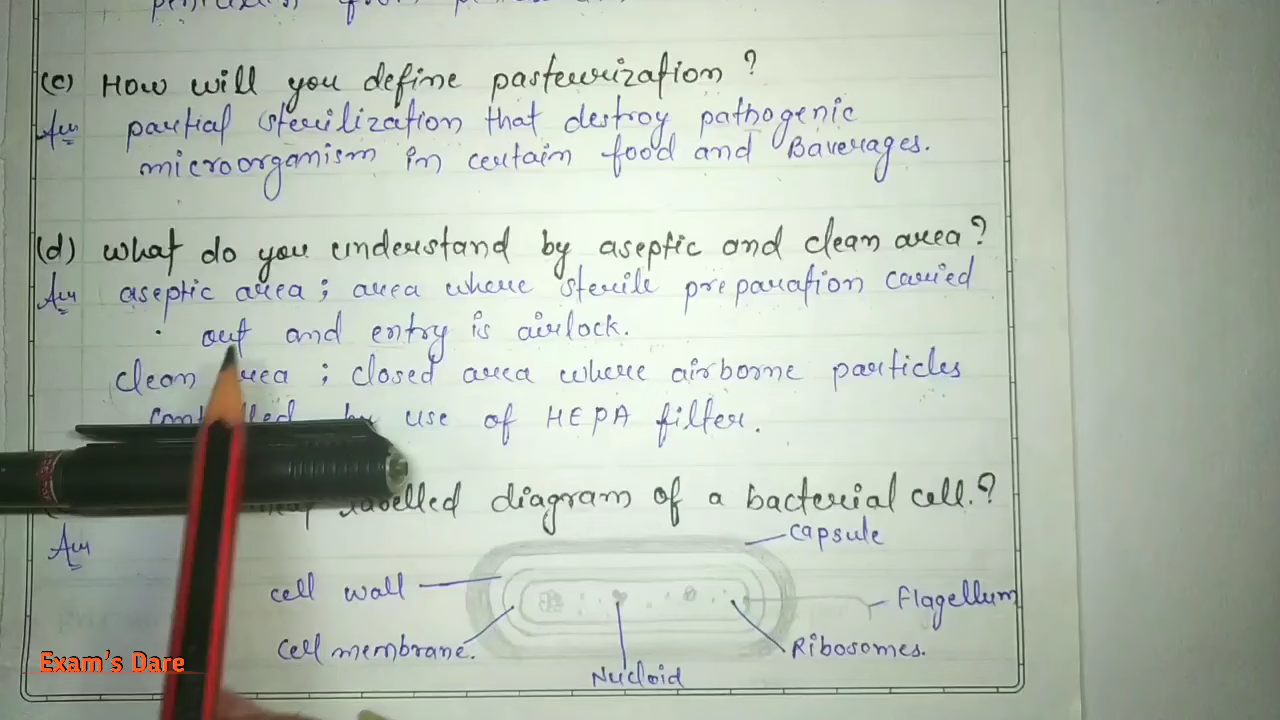 from
(c) How will you define pasteurization ?
Ans partial sterilization that destroy pathogenic
microorganism in certain food and Baverages.
(d) what do you understand by aseptic and clean area?
Ans aseptic area ; area where sterile preparation carried
out and entry is airlock.
clean area ; closed area where airborne particles
controlled by use of HEPA filter.
labelled diagram of a bacterial cell.?
Ans
capsule
cell wall
Flagellum
cell membrane.
Ribosomes.
Nucloid
Exam's Dare